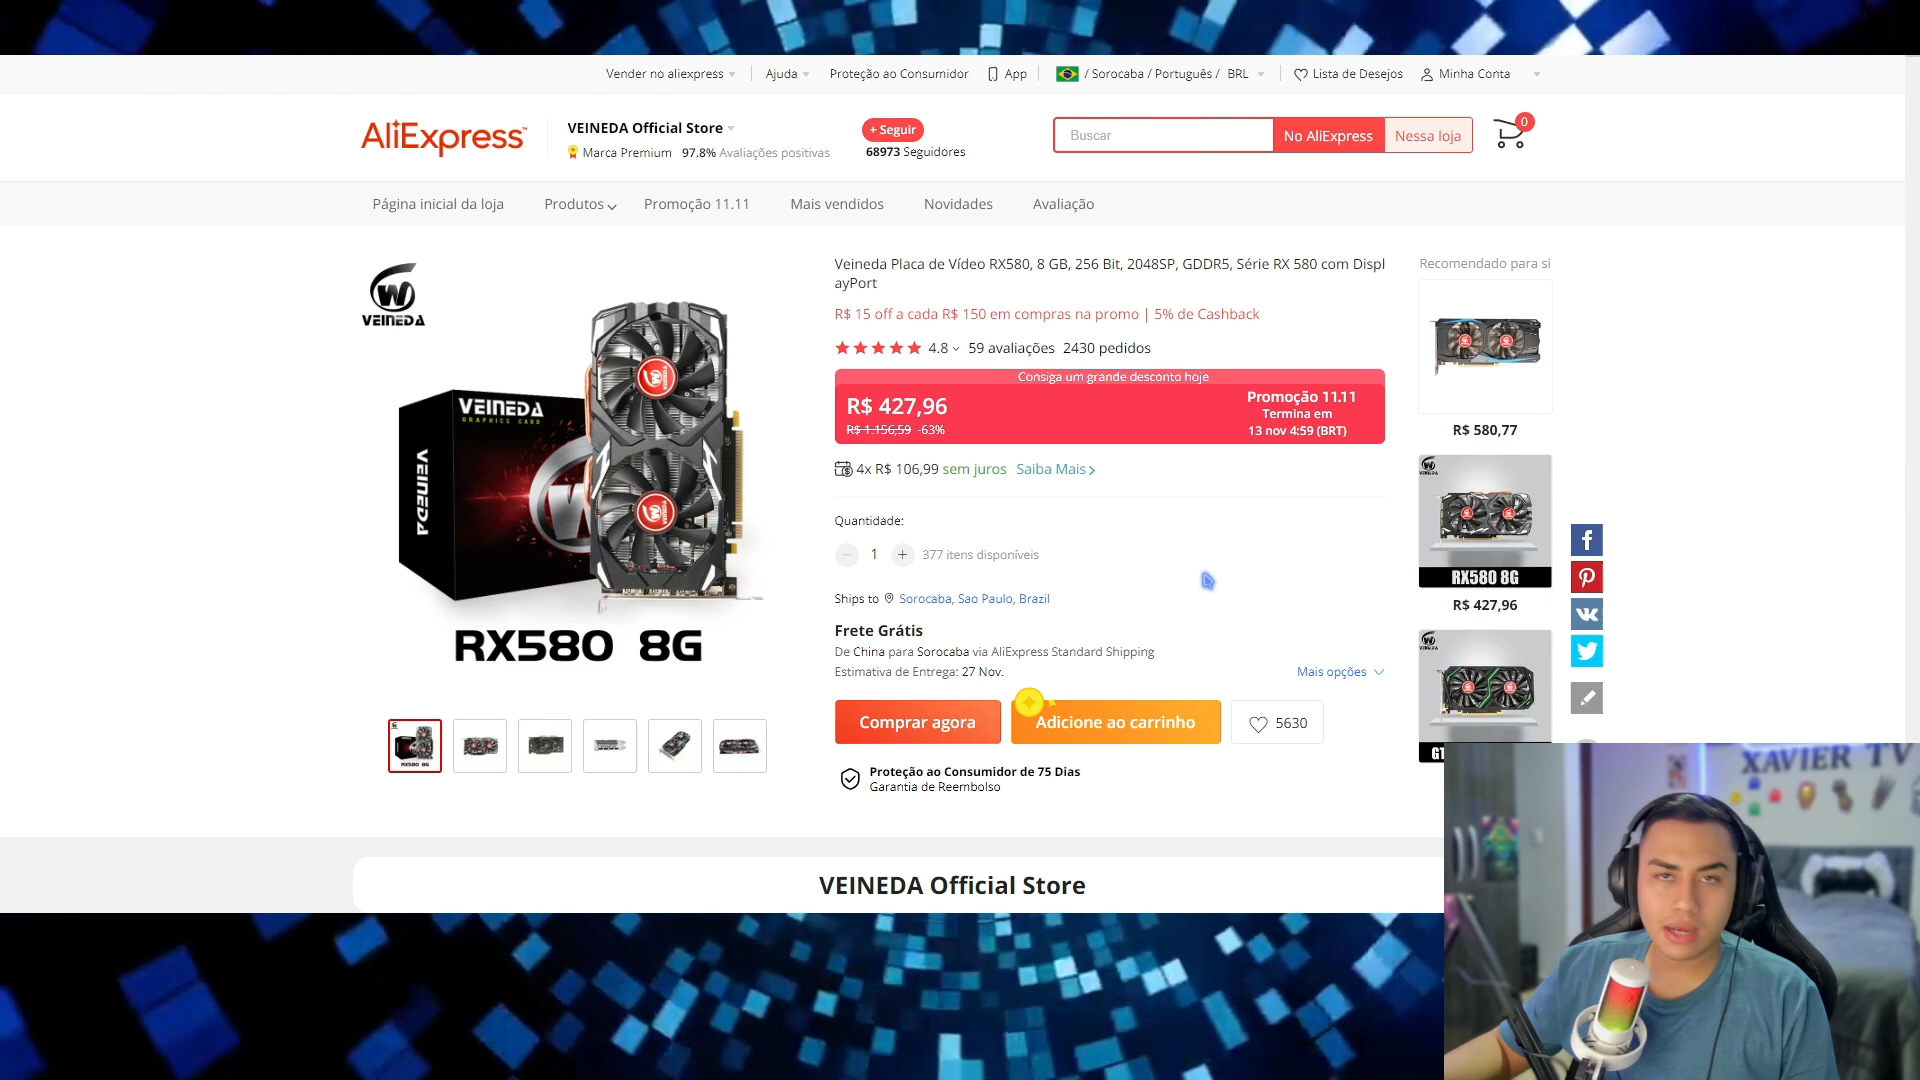 Vender no aliexpress
Ajuda
Proteção ao Consumidor
App
/ Sorocaba / Português / BRL
Lista de Desejos
Minha Conta
AliExpress
VEINEDA Official Store
Marca Premium 97.8% Avaliações positivas
+ Seguir
68973 Seguidores
Buscar
No AliExpress
Nessa loja
0
Página inicial da loja
Produtos
Promoção 11.11
Mais vendidos
Novidades
Avaliação
VEINEDA
VEINEDA
GRAPHICS CARD
VEINEDA
RX580 8G
Veineda Placa de Vídeo RX580, 8 GB, 256 Bit, 2048SP, GDDR5, Série RX 580 com Displ
ayPort
R$ 15 off a cada R$ 150 em compras na promo | 5% de Cashback
4.8 59 avaliações 2430 pedidos
Consiga um grande desconto hoje
R$ 427,96
R$ 1.156,59 -63%
Promoção 11.11
Termina em
13 nov 4:59 (BRT)
4x R$ 106,99 sem juros Saiba Mais
Quantidade:
1
377 itens disponíveis
Ships to Sorocaba, Sao Paulo, Brazil
Frete Grátis
De China para Sorocaba via AliExpress Standard Shipping
Estimativa de Entrega: 27 Nov.
Mais opções
Comprar agora
Adicione ao carrinho
5630
Proteção ao Consumidor de 75 Dias
Garantia de Reembolso
Recomendado para si
R$ 580,77
RX580 8G
R$ 427,96
GT
VEINEDA Official Store
XAVIER TV